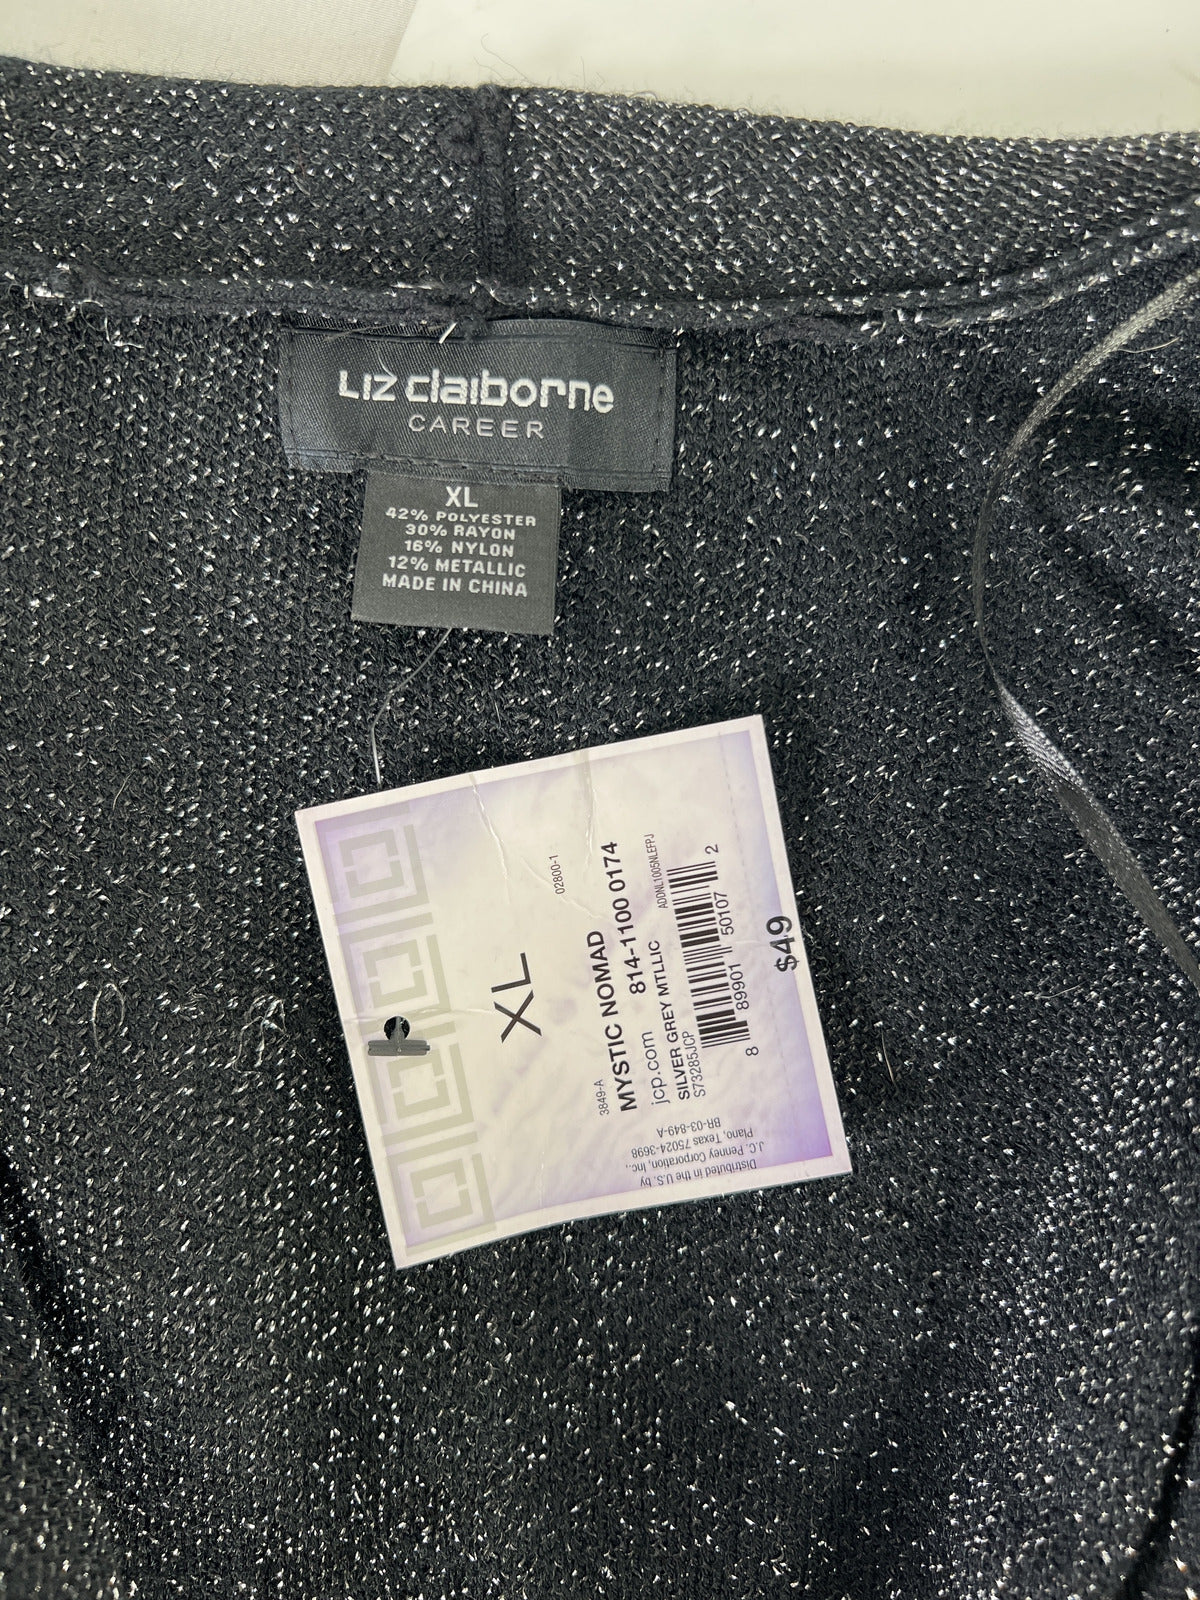 Liz claiborne
CAREER
XL
42% POLYESTER
30% RAYON
16% NYLON
12% METALLIC
MADE IN CHINA
XL
02800-1
3849-A
MYSTIC NOMAD
814-1100 0174
jcp.com
ADDNL1005NLEFPJ
SILVER GREY MTLLIC
S73285JCP
8 89901 50107 2
$49
Distributed in the U.S. by
J.C. Penney Corporation, Inc.,
Plano, Texas 75024-3698
BR-03-849-A